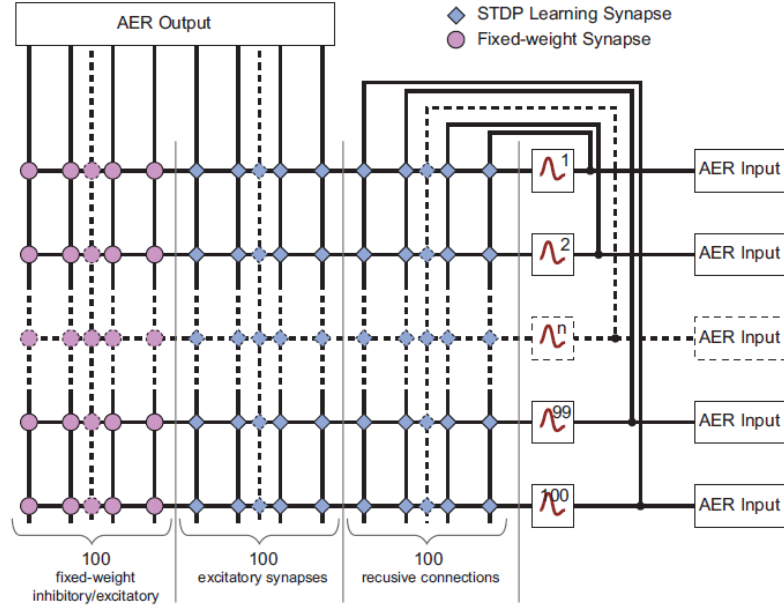 AER Output
STDP Learning Synapse
Fixed-weight Synapse
1
AER Input
2
AER Input
n
AER Input
99
AER Input
100
AER Input
100
fixed-weight
inhibitory/excitatory
100
excitatory synapses
100
recusive connections